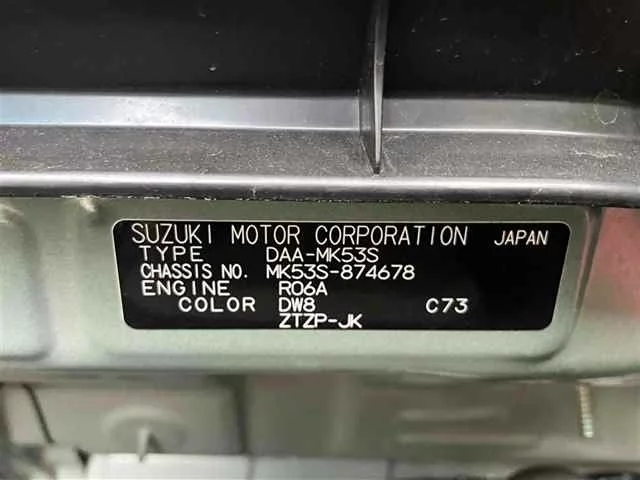 SUZUKI MOTOR CORPORATION JAPAN
TYPE DAA-MK53S
CHASSIS NO. MK53S-874678
ENGINE R06A
COLOR DW8 C73
ZTZP-JK